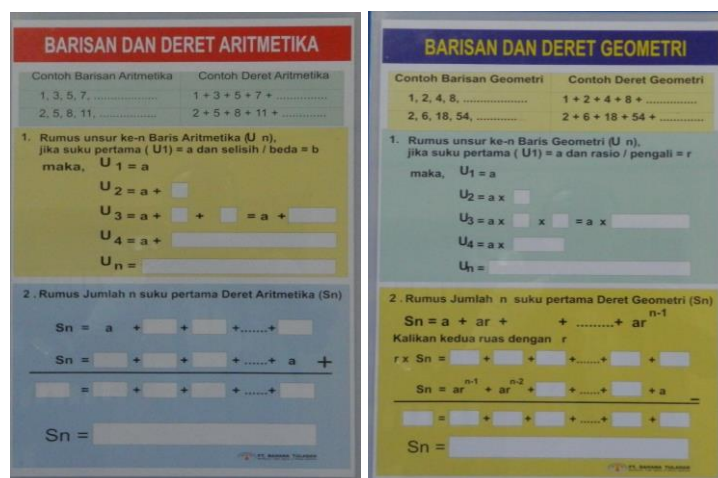 BARISAN DAN DERET ARITMETIKA
Contoh Barisan Aritmetika Contoh Deret Aritmetika
1, 3, 5, 7, .................. 1 + 3 + 5 + 7 + ..............
2, 5, 8, 11, .................. 2 + 5 + 8 + 11 + ............
1. Rumus unsur ke-n Baris Aritmetika (U n),
jika suku pertama ( U1) = a dan selisih / beda = b
maka, U 1 = a
U 2 = a +
U 3 = a + + = a +
U 4 = a +
U n =
2 . Rumus Jumlah n suku pertama Deret Aritmetika (Sn)
Sn = a + + +.......+
Sn = + + + ......+ a +
= + + + ......+
Sn =
PT.
BARISAN DAN DERET GEOMETRI
Contoh Barisan Geometri Contoh Deret Geometri
1, 2, 4, 8, .................. 1 + 2 + 4 + 8 + ..............
2, 6, 18, 54, ............ 2 + 6 + 18 + 54 + ............
1. Rumus unsur ke-n Baris Geometri (U n),
jika suku pertama ( U1) = a dan rasio / pengali = r
maka, U1 = a
U2 = a x
U3 = a x x = a x
U4 = a x
Un =
2 . Rumus Jumlah n suku pertama Deret Geometri (Sn)
Sn = a + ar + + .........+ ar n-1
Kalikan kedua ruas dengan r
r x Sn = + + +......+ +
Sn = ar n-1 + ar n-2 + + ......+ + a −
= + + + ......+ +
Sn =
PT.